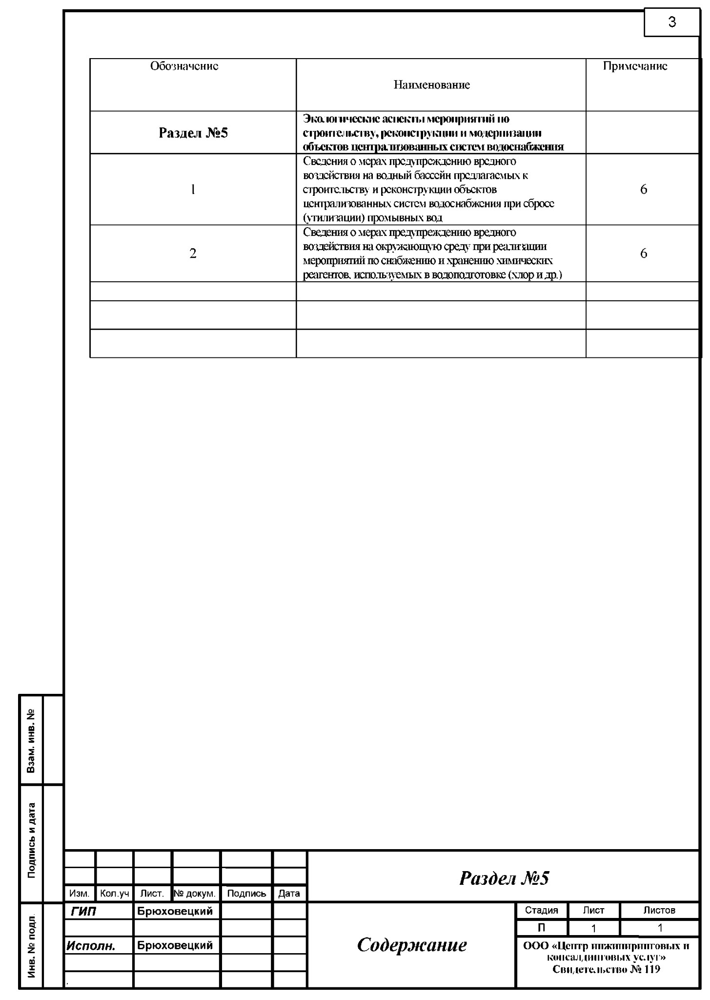 3
Обозначение
Наименование
Примечание
Раздел №5
Экологические аспекты мероприятий по
строительству, реконструкции и модернизации
объектов централизованных систем водоснабжения
1
Сведения о мерах предупреждению вредного
воздействия на водный бассейн предлагаемых к
строительству и реконструкции объектов
централизованных систем водоснабжения при сбросе
(утилизации) промывных вод
6
2
Сведения о мерах предупреждению вредного
воздействия на окружающую среду при реализации
мероприятий по снабжению и хранению химических
реагентов, используемых в водоподготовке (хлор и др.)
6
Взам. инв. №
Подпись и дата
Инв. № подл.
Изм. Кол.уч Лист. № докум. Подпись Дата
Раздел №5
ГИП Брюховецкий
Исполн. Брюховецкий
Содержание
Стадия Лист Листов
П 1 1
ООО «Центр инжиниринговых и
консалдинговых услуг»
Свидетельство № 119